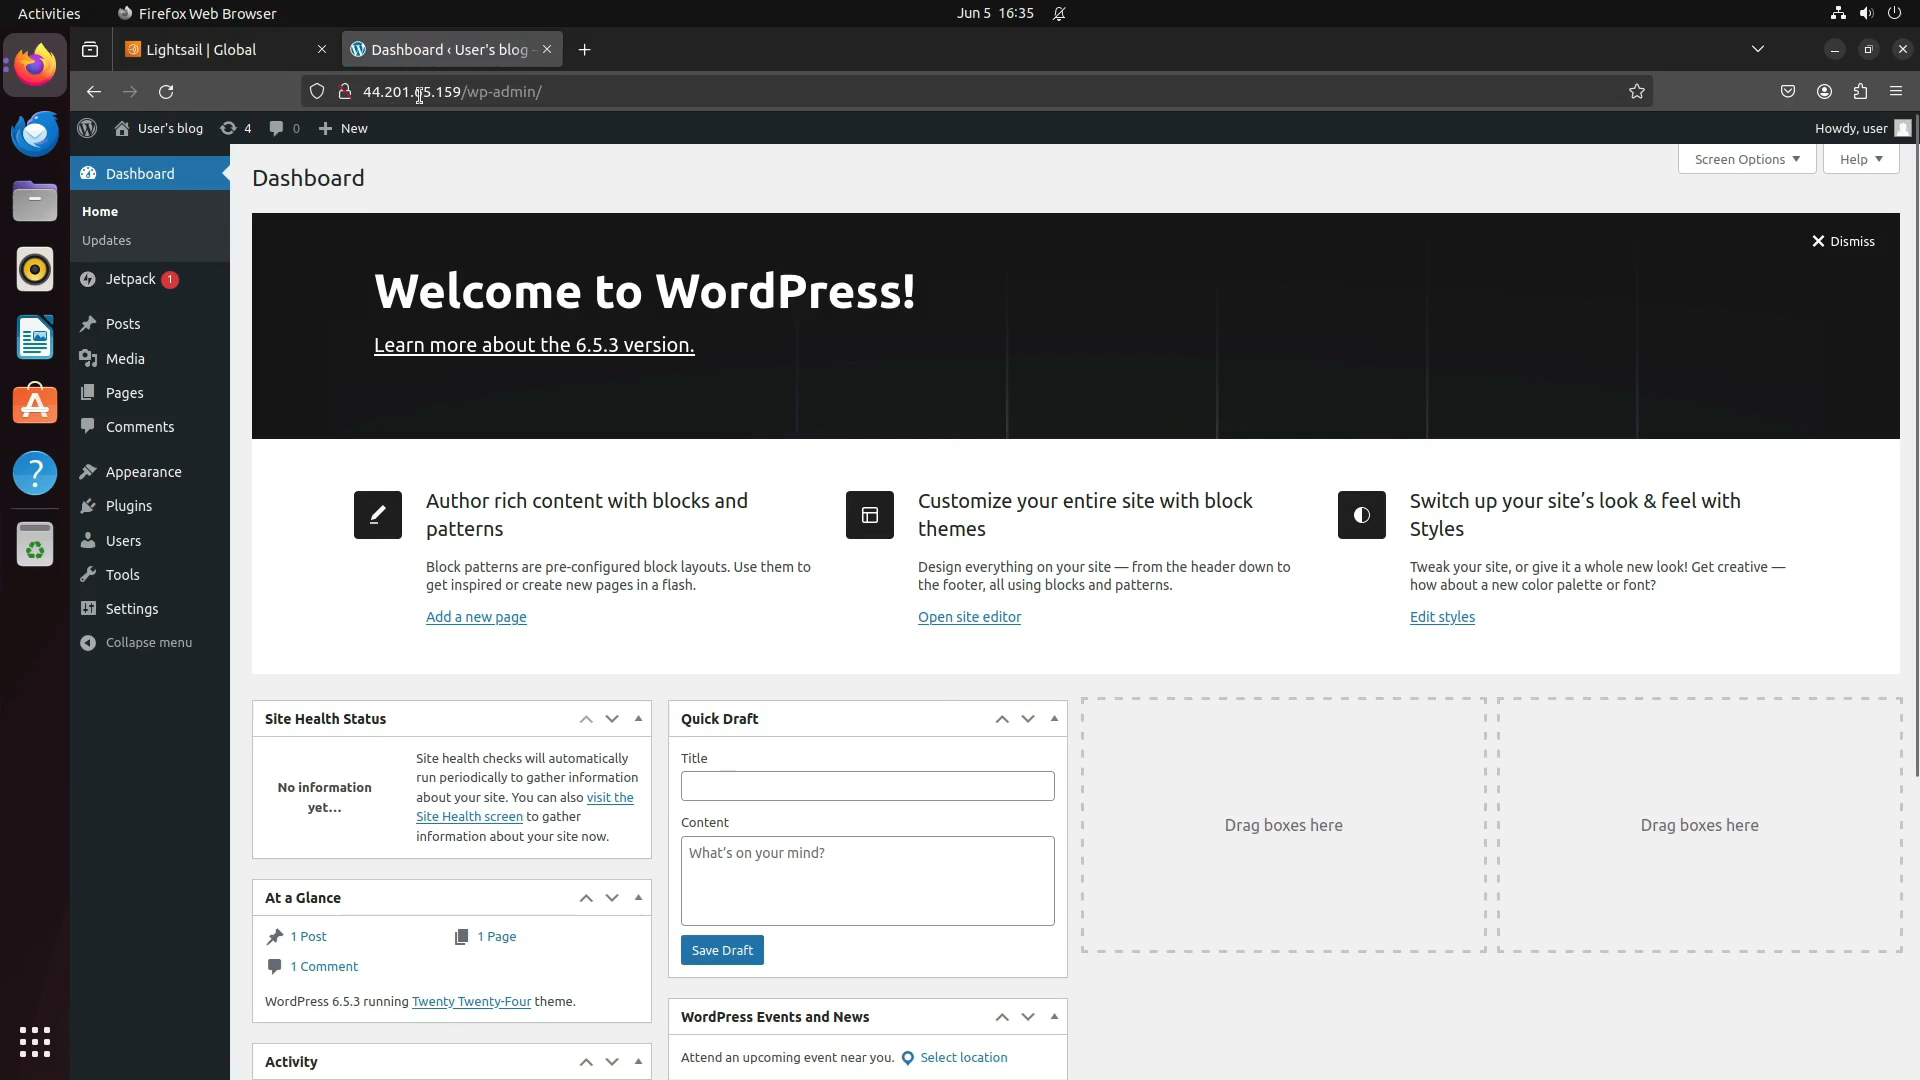 Activities
Firefox Web Browser
Jun 5 16:35
Lightsail | Global
Dashboard ‹ User's blog -
44.201. 5.159/wp-admin/
User's blog
4
0
New
Howdy, user
Dashboard
Home
Updates
Jetpack 1
Posts
Media
Pages
Comments
Appearance
Plugins
Users
Tools
Settings
Collapse menu
Dashboard
Screen Options
Help
Dismiss
Welcome to WordPress!
Learn more about the 6.5.3 version.
Author rich content with blocks and
patterns
Block patterns are pre-configured block layouts. Use them to
get inspired or create new pages in a flash.
Add a new page
Customize your entire site with block
themes
Design everything on your site — from the header down to
the footer, all using blocks and patterns.
Open site editor
Switch up your site’s look & feel with
Styles
Tweak your site, or give it a whole new look! Get creative —
how about a new color palette or font?
Edit styles
Site Health Status
No information
yet…
Site health checks will automatically
run periodically to gather information
about your site. You can also visit the
Site Health screen to gather
information about your site now.
At a Glance
1 Post
1 Page
1 Comment
WordPress 6.5.3 running Twenty Twenty-Four theme.
Activity
Quick Draft
Title
Content
What’s on your mind?
Save Draft
WordPress Events and News
Attend an upcoming event near you.
Select location
Drag boxes here
Drag boxes here